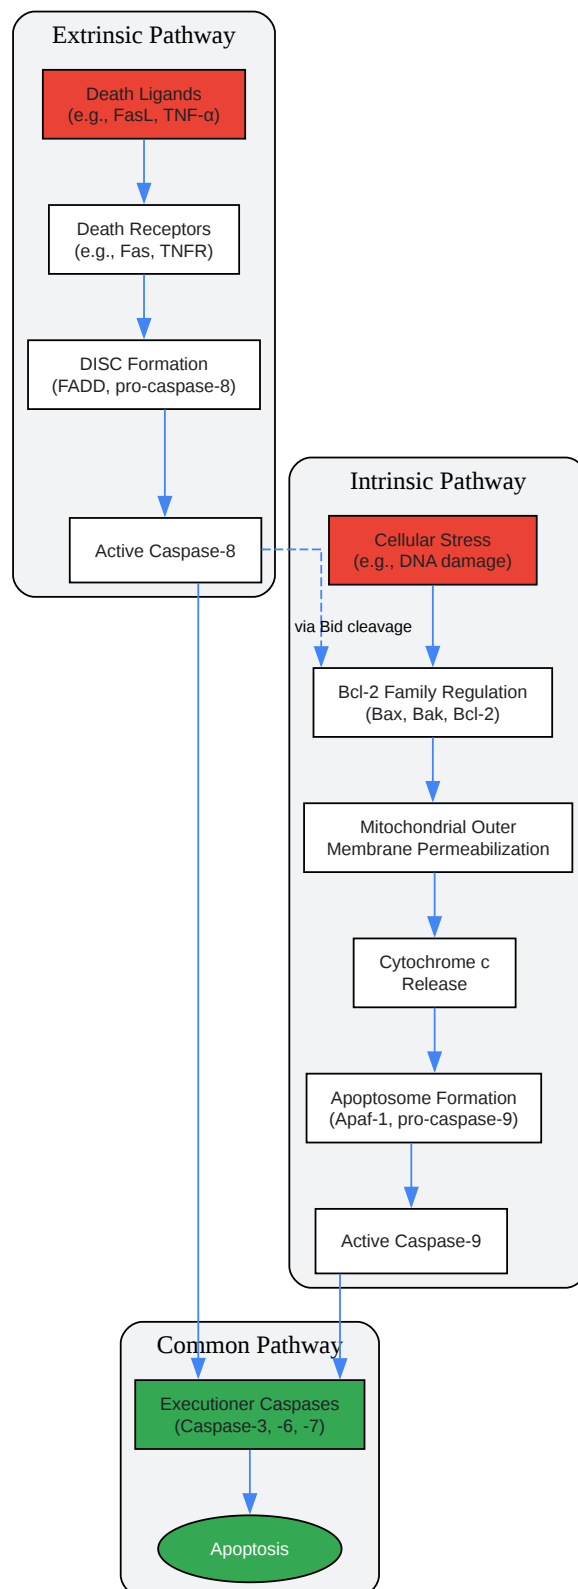 Extrinsic Pathway
Death Ligands
(e.g., FasL, TNF-α)
Death Receptors
(e.g., Fas, TNFR)
DISC Formation
(FADD, pro-caspase-8)
Active Caspase-8
Intrinsic Pathway
Cellular Stress
(e.g., DNA damage)
via Bid cleavage
Bcl-2 Family Regulation
(Bax, Bak, Bcl-2)
Mitochondrial Outer
Membrane Permeabilization
Cytochrome c
Release
Apoptosome Formation
(Apaf-1, pro-caspase-9)
Active Caspase-9
Common Pathway
Executioner Caspases
(Caspase-3, -6, -7)
Apoptosis